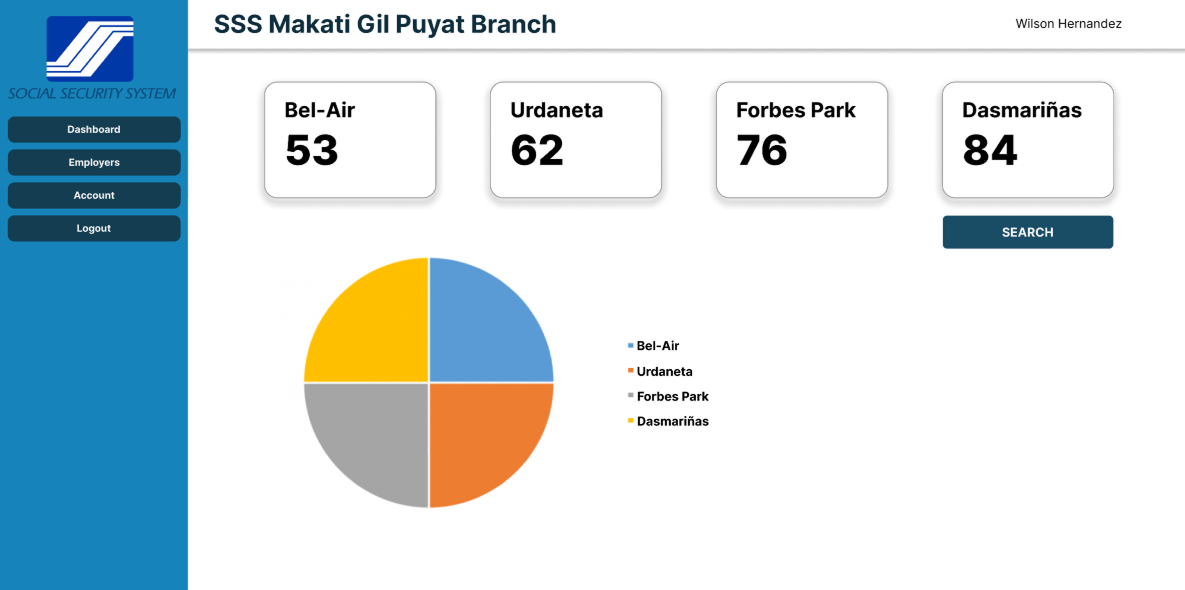 SSS Makati Gil Puyat Branch
Wilson Hernandez
SOCIAL SECURITY SYSTEM
Dashboard
Employers
Account
Logout
Bel-Air
53
Urdaneta
62
Forbes Park
76
Dasmariñas
84
SEARCH
Bel-Air
Urdaneta
Forbes Park
Dasmariñas